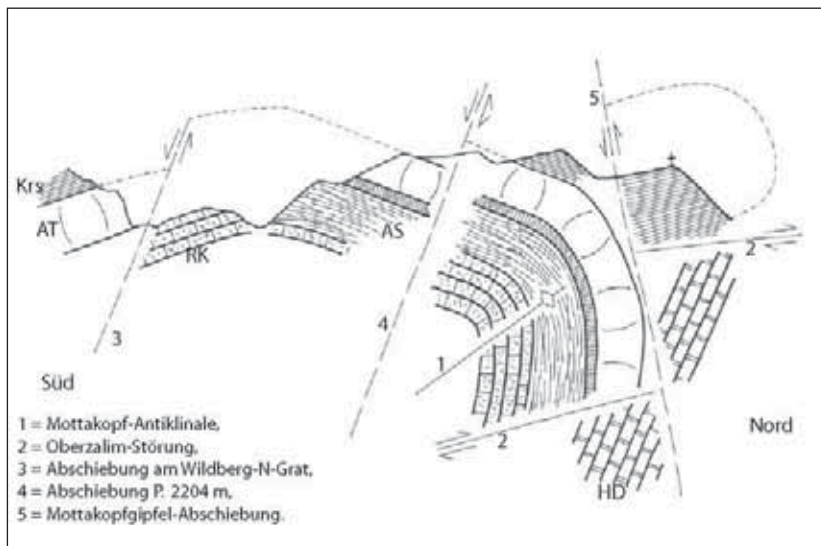 5
Krs
AT
RK
AS
2
3
4
1
2
HD
Süd
Nord
1 = Mottakopf-Antiklinale,
2 = Oberzalim-Störung,
3 = Abschiebung am Wildberg-N-Grat,
4 = Abschiebung P. 2204 m,
5 = Mottakopfgipfel-Abschiebung.